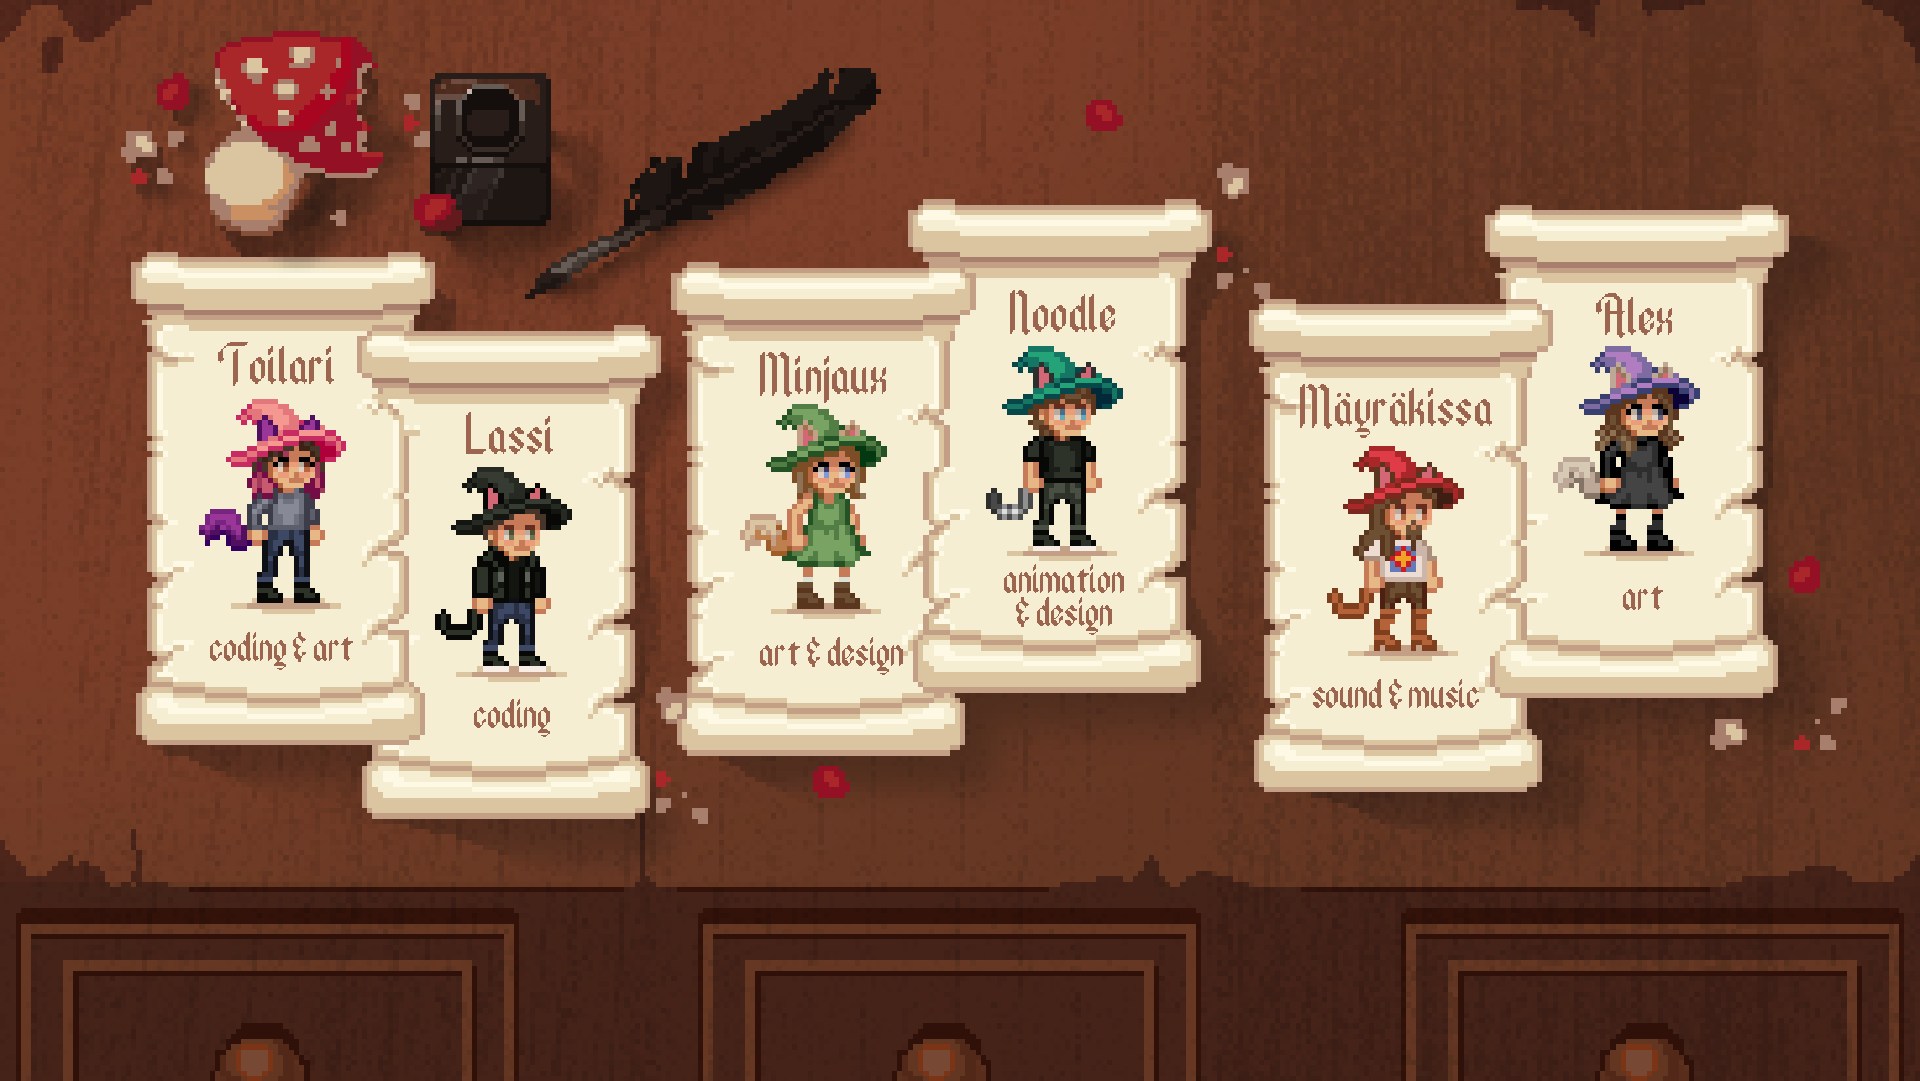 Toilari
coding & art
Lassi
coding
Minjaux
art & design
Noodle
animation
& design
Mäyräkissa
sound & music
Alex
art